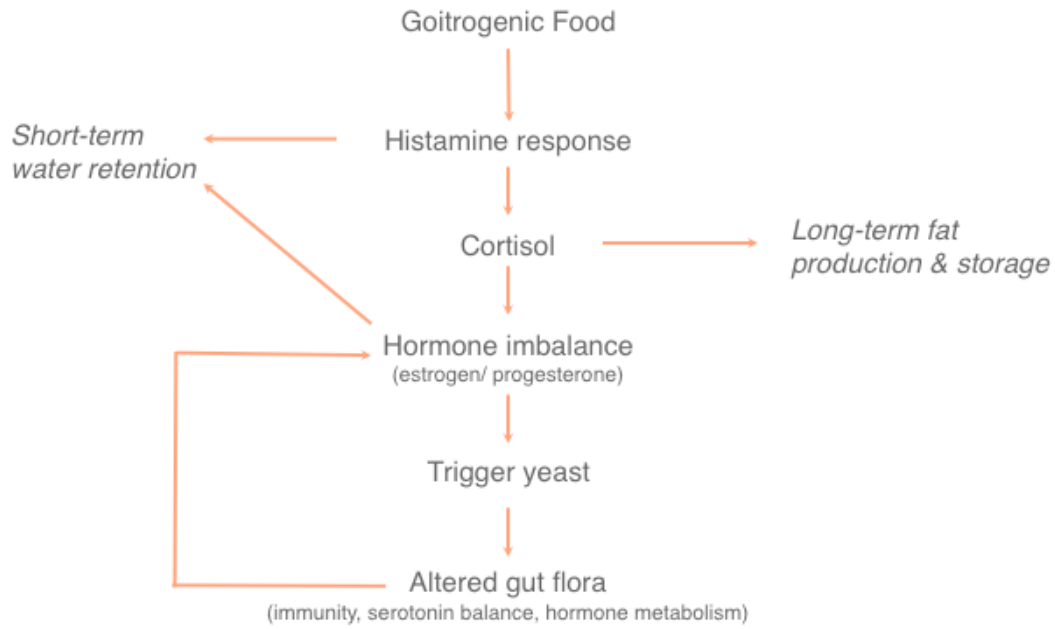 Goitrogenic Food
Short-term
water retention
Histamine response
Cortisol
Long-term fat
production & storage
Hormone imbalance
(estrogen/ progesterone)
Trigger yeast
Altered gut flora
(immunity, serotonin balance, hormone metabolism)